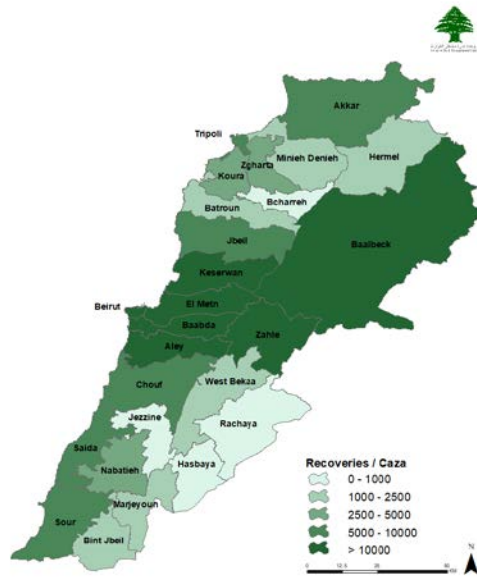 Akkar
Tripoli
Zgharta
Minieh Denieh
Hermel
Koura
Bcharreh
Batroun
Jbeil
Baalbeck
Keserwan
El Metn
Beirut
Baabda
Zahle
Aley
West Bekaa
Chouf
Jezzine
Rachaya
Saida
Hasbaya
Nabatieh
Marjeyoun
Sour
Bint Jbeil
Recoveries / Caza
0 - 1000
1000 - 2500
2500 - 5000
5000 - 10000
> 10000
N